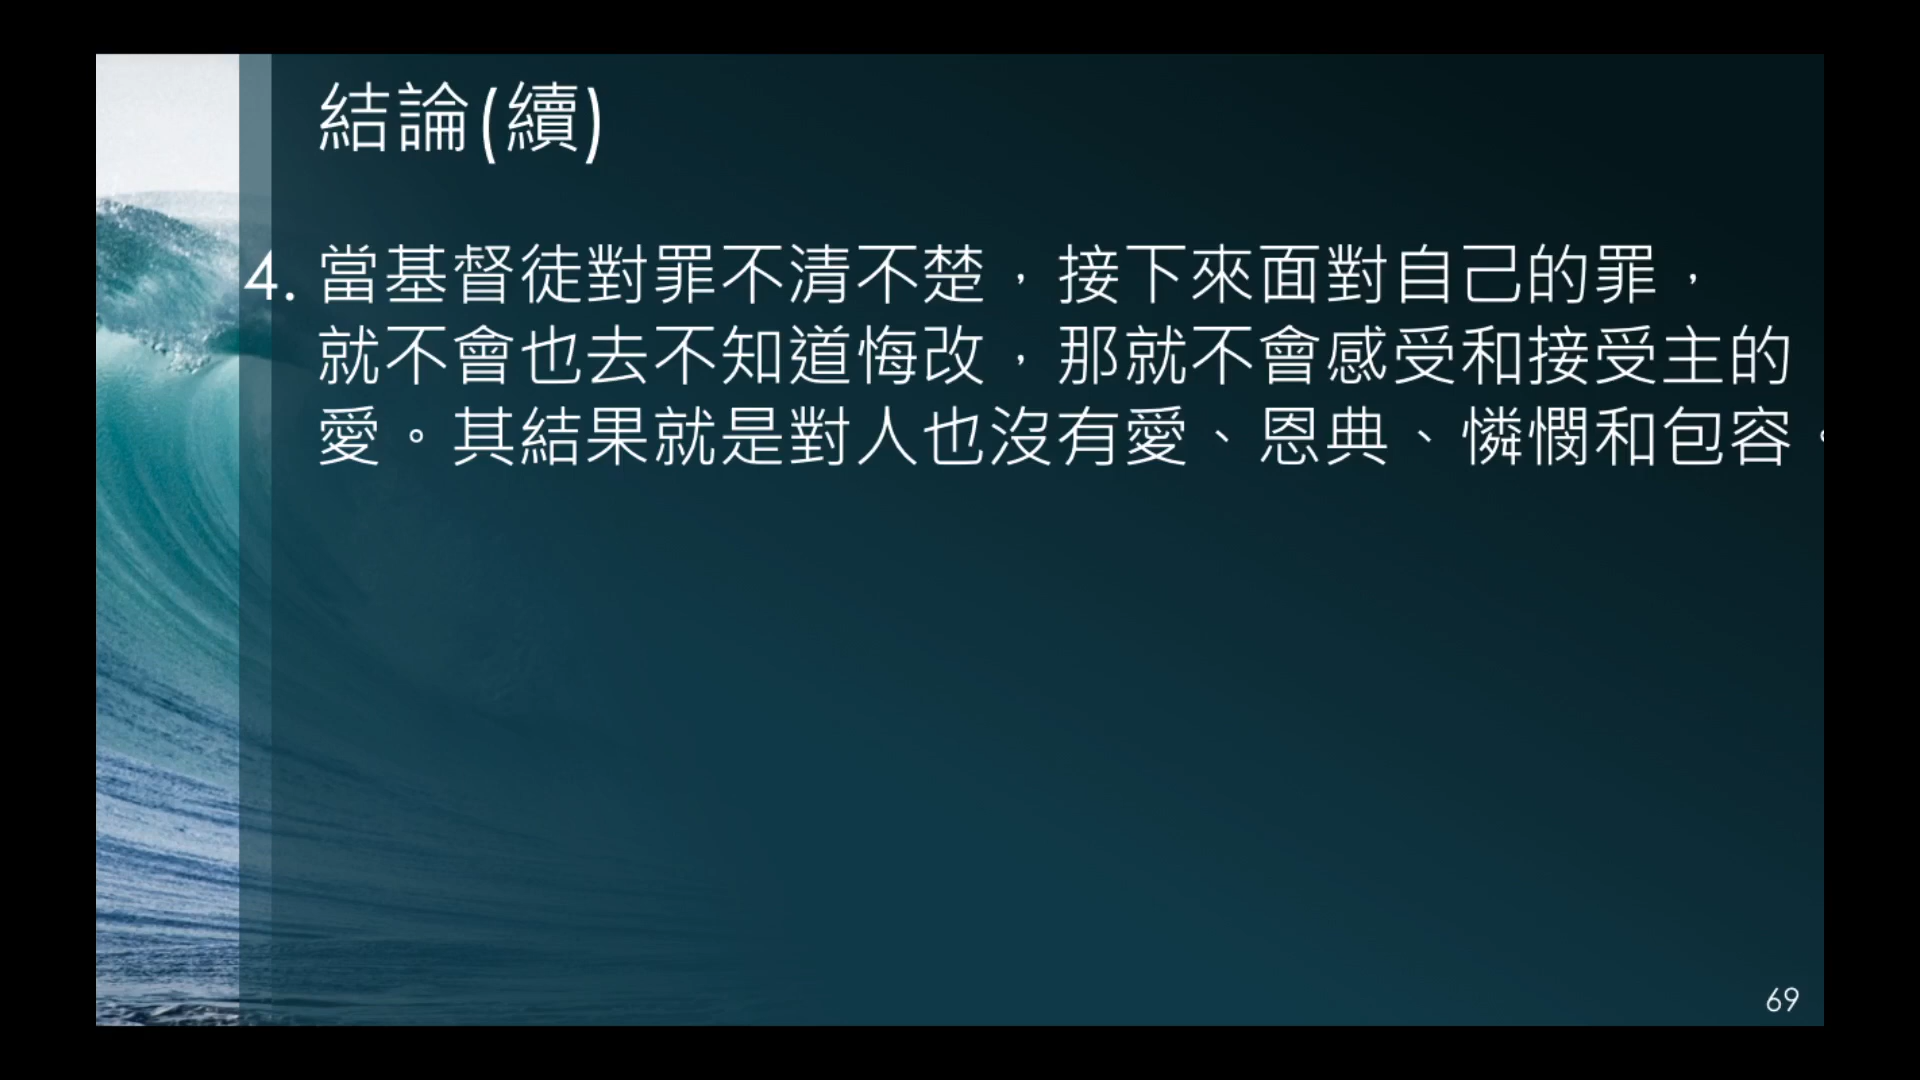 結論(續)
4. 當基督徒對罪不清不楚，接下來面對自己的罪，
就不會也去不知道悔改，那就不會感受和接受主的
愛。其結果就是對人也沒有愛、恩典、憐憫和包容。
69